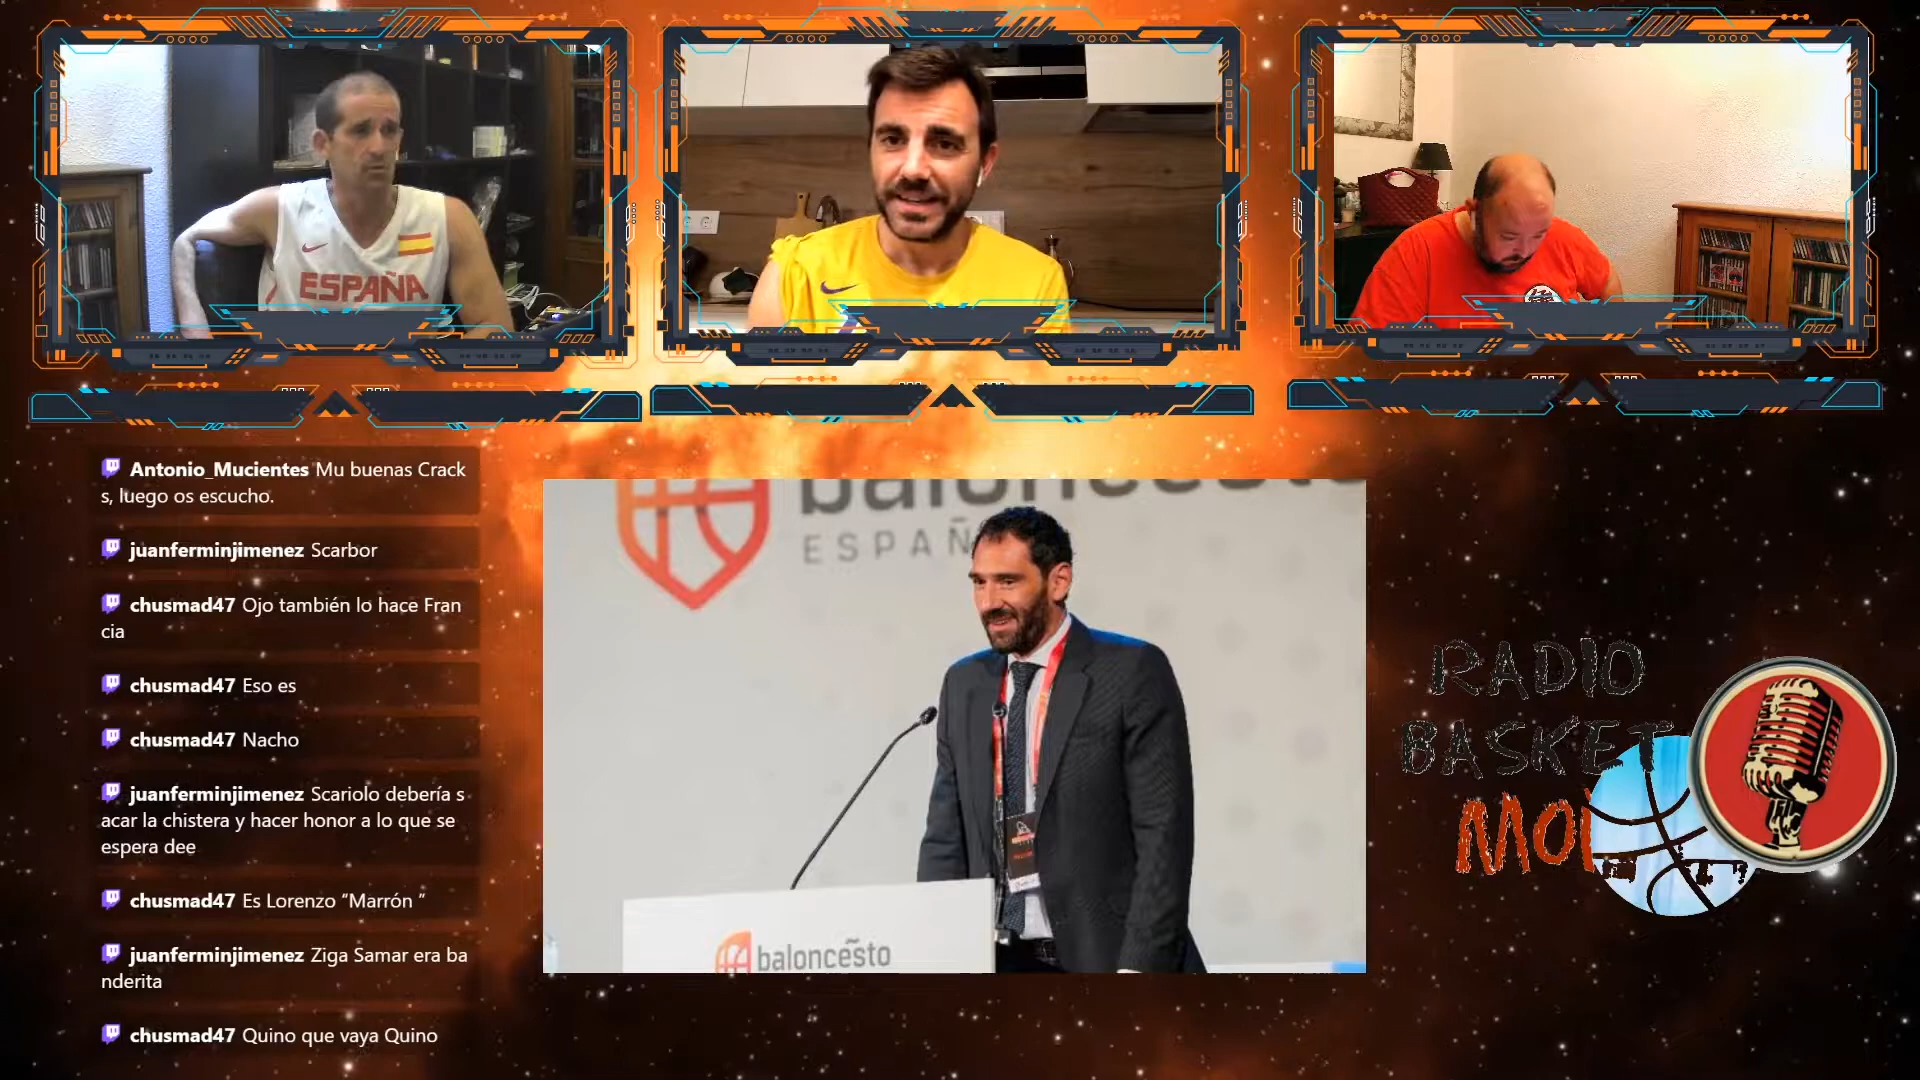 ESPAÑA
Antonio_Mucientes Mu buenas Crack
s, luego os escucho.
juanferminjimenez Scarbor
chusmad47 Ojo también lo hace Fran
cia
chusmad47 Eso es
chusmad47 Nacho
juanferminjimenez Scariolo debería s
acar la chistera y hacer honor a lo que se
espera dee
chusmad47 Es Lorenzo “Marrón ”
juanferminjimenez Ziga Samar era ba
nderita
chusmad47 Quino que vaya Quino
baloncesto
ESPAÑ
baloncesto
RADIO
BASKET
MOi